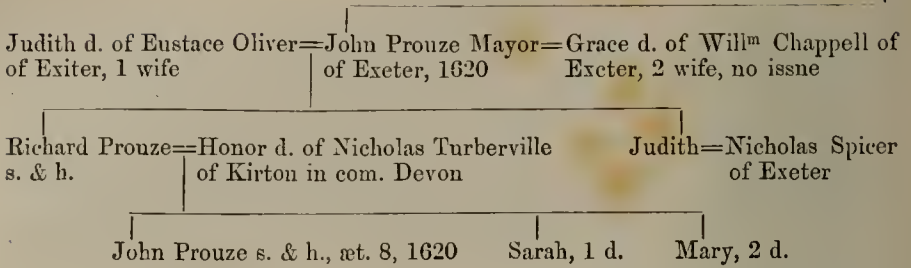 Judith d. of Eustace Oliver=John Prouze Mayor=Grace d. of Willᵐ Chappell of
of Exiter, 1 wife of Exeter, 1620 Exeter, 2 wife, no issne
Richard Prouze=Honor d. of Nicholas Turberville Judith=Nicholas Spicer
s. & h. of Kirton in com. Devon of Exeter
John Prouze s. & h., æt. 8, 1620 Sarah, 1 d. Mary, 2 d.